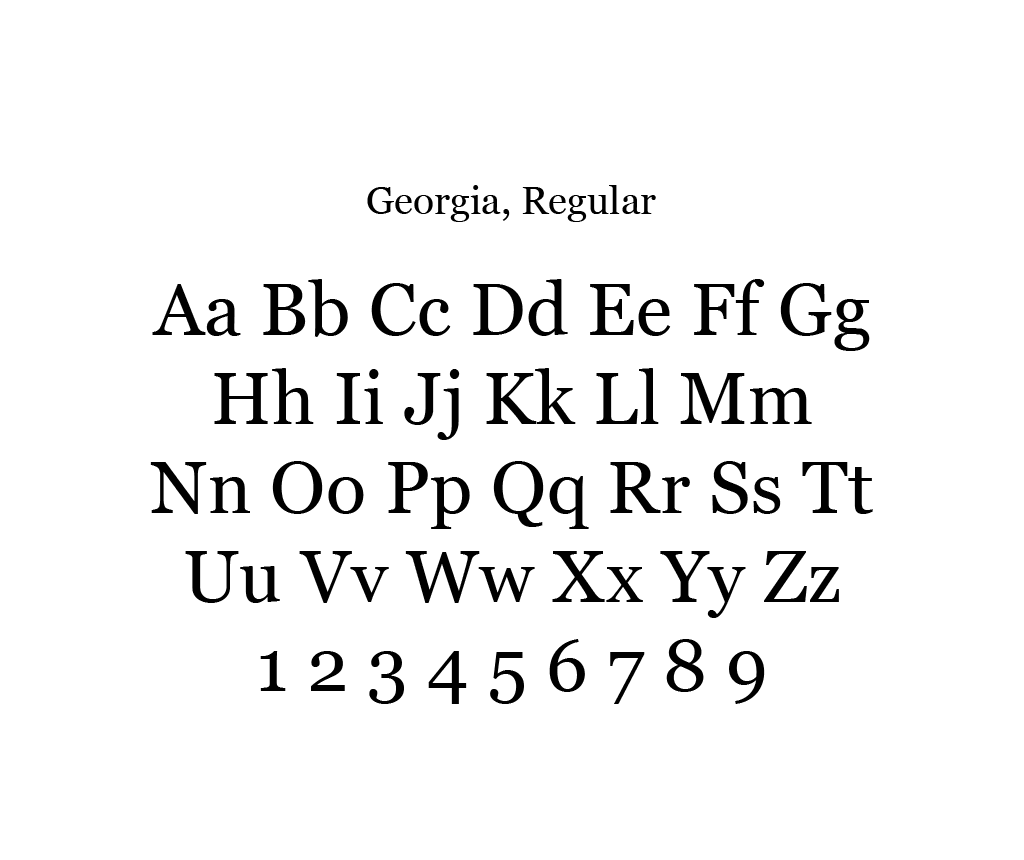 Georgia, Regular
Aa Bb Cc Dd Ee Ff Gg
Hh Ii Jj Kk Ll Mm
Nn Oo Pp Qq Rr Ss Tt
Uu Vv Ww Xx Yy Zz
1 2 3 4 5 6 7 8 9